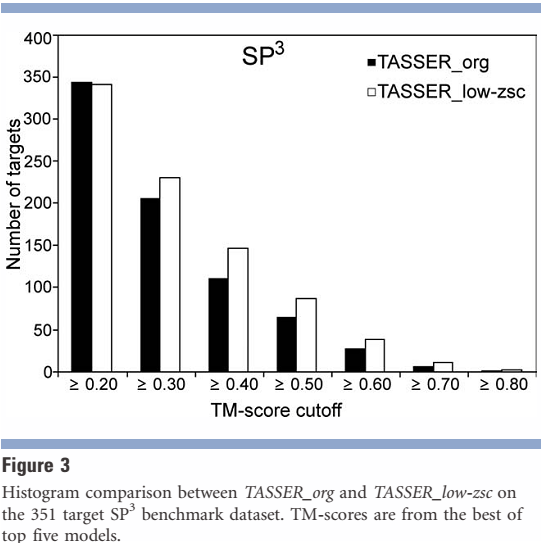 SP³
■TASSER_org
□TASSER_low-zsc
Number of targets
400
350
300
250
200
150
100
50
0
≥ 0.20 ≥ 0.30 ≥ 0.40 ≥ 0.50 ≥ 0.60 ≥ 0.70 ≥ 0.80
TM-score cutoff
Figure 3
Histogram comparison between TASSER_org and TASSER_low-zsc on
the 351 target SP³ benchmark dataset. TM-scores are from the best of
top five models.